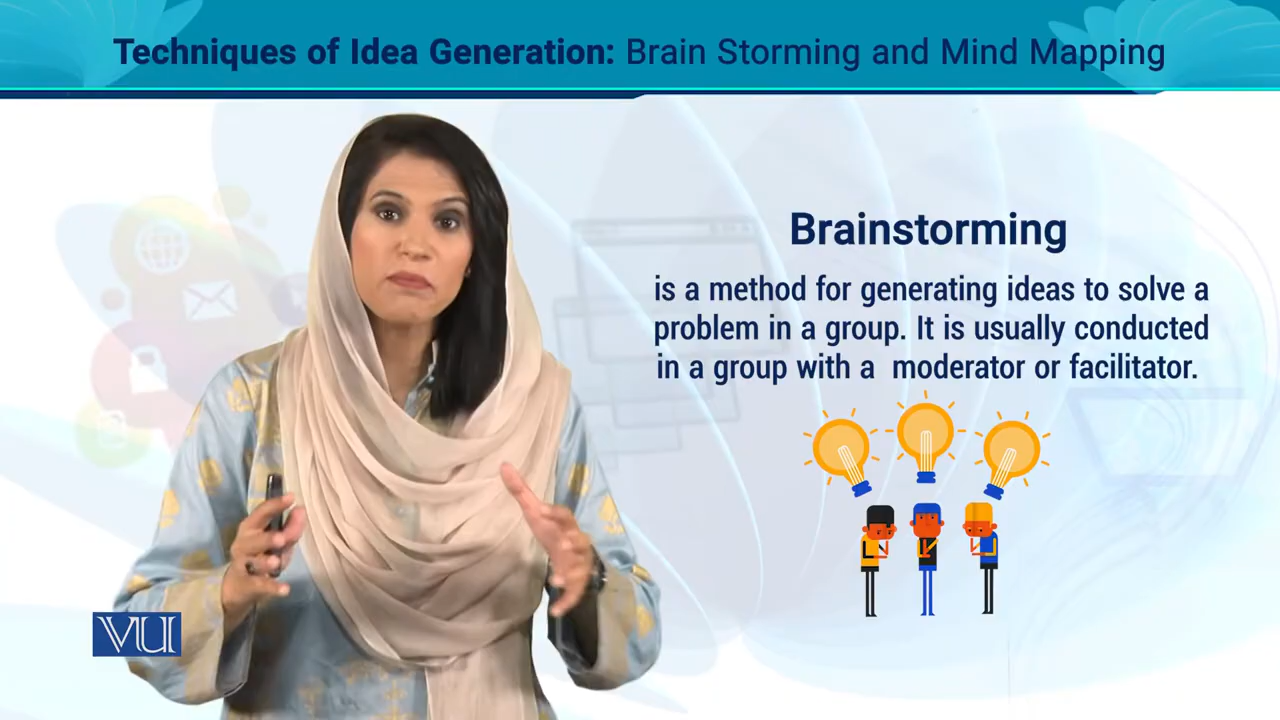 Techniques of Idea Generation: Brain Storming and Mind Mapping
Brainstorming
is a method for generating ideas to solve a
problem in a group. It is usually conducted
in a group with a moderator or facilitator.
VU